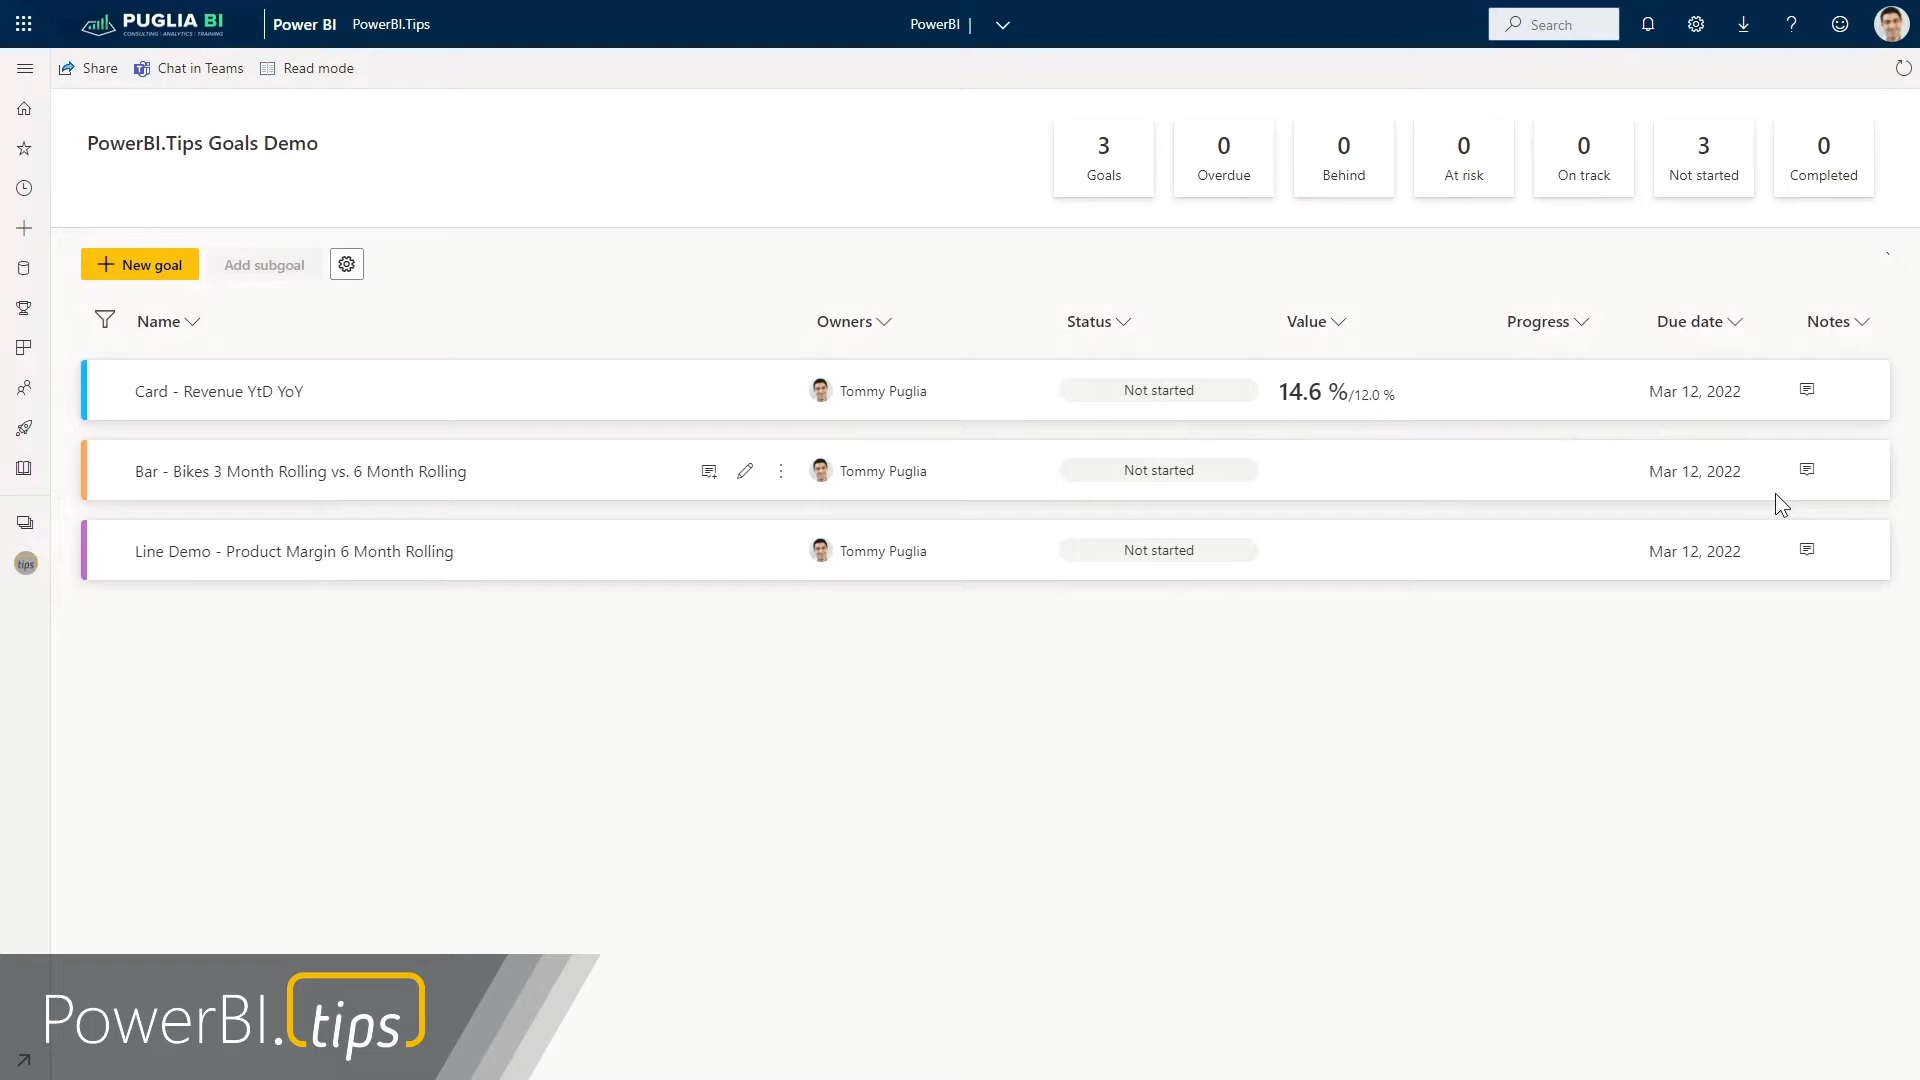 PUGLIA BI
CONSULTING • ANALYTICS • TRAINING
Power BI
PowerBI.Tips
PowerBI |
Search
Share
Chat in Teams
Read mode
PowerBI.Tips Goals Demo
3
Goals
0
Overdue
0
Behind
0
At risk
0
On track
3
Not started
0
Completed
New goal
Add subgoal
Name
Owners
Status
Value
Progress
Due date
Notes
Card - Revenue YtD YoY
Tommy Puglia
Not started
14.6 %/12.0 %
Mar 12, 2022
Bar - Bikes 3 Month Rolling vs. 6 Month Rolling
Tommy Puglia
Not started
Mar 12, 2022
Line Demo - Product Margin 6 Month Rolling
Tommy Puglia
Not started
Mar 12, 2022
tips
PowerBI.tips